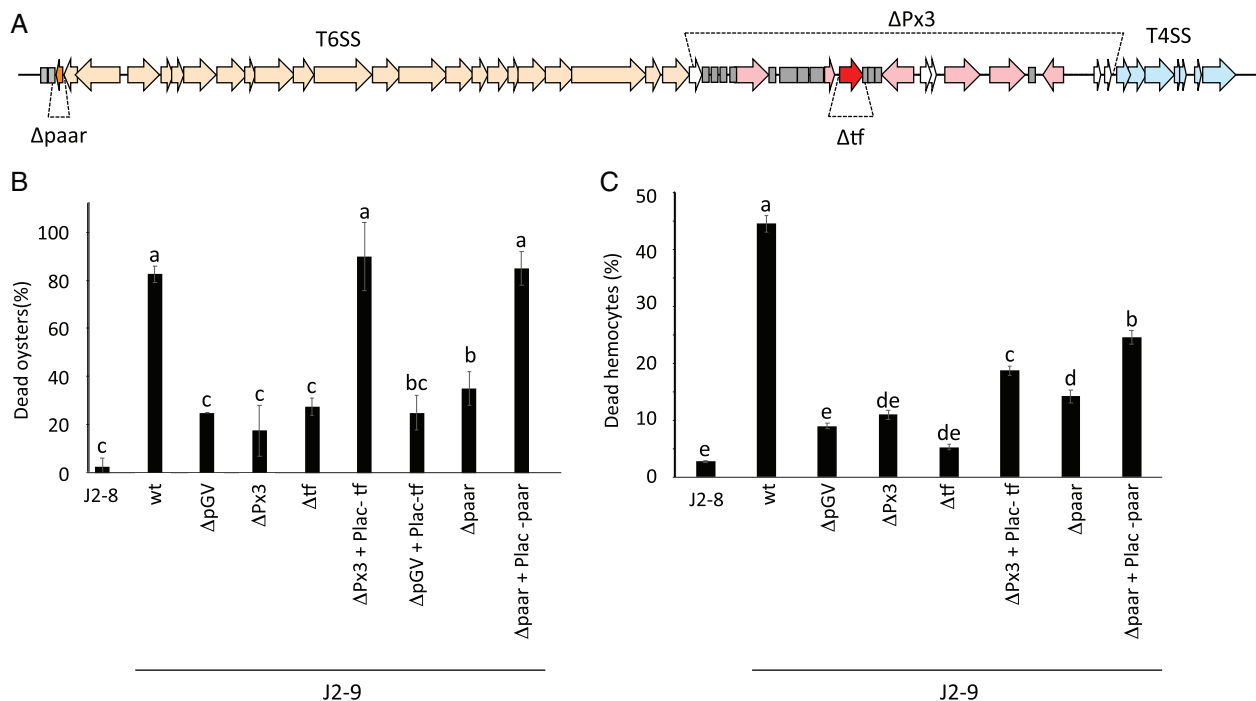 A
T6SS
ΔPx3
T4SS
Δpaar
Δtf
B
Dead oysters(%)
100
80
60
40
20
0
c
a
c
c
c
a
bc
b
a
J2-8
wt
ΔpGV
ΔPx3
Δtf
ΔPx3 + Plac- tf
ΔpGV + Plac-tf
Δpaar
Δpaar + Plac -paar
J2-9
C
Dead hemocytes (%)
50
40
30
20
10
0
e
a
e
de
de
c
d
b
J2-8
wt
ΔpGV
ΔPx3
Δtf
ΔPx3 + Plac- tf
Δpaar
Δpaar + Plac -paar
J2-9